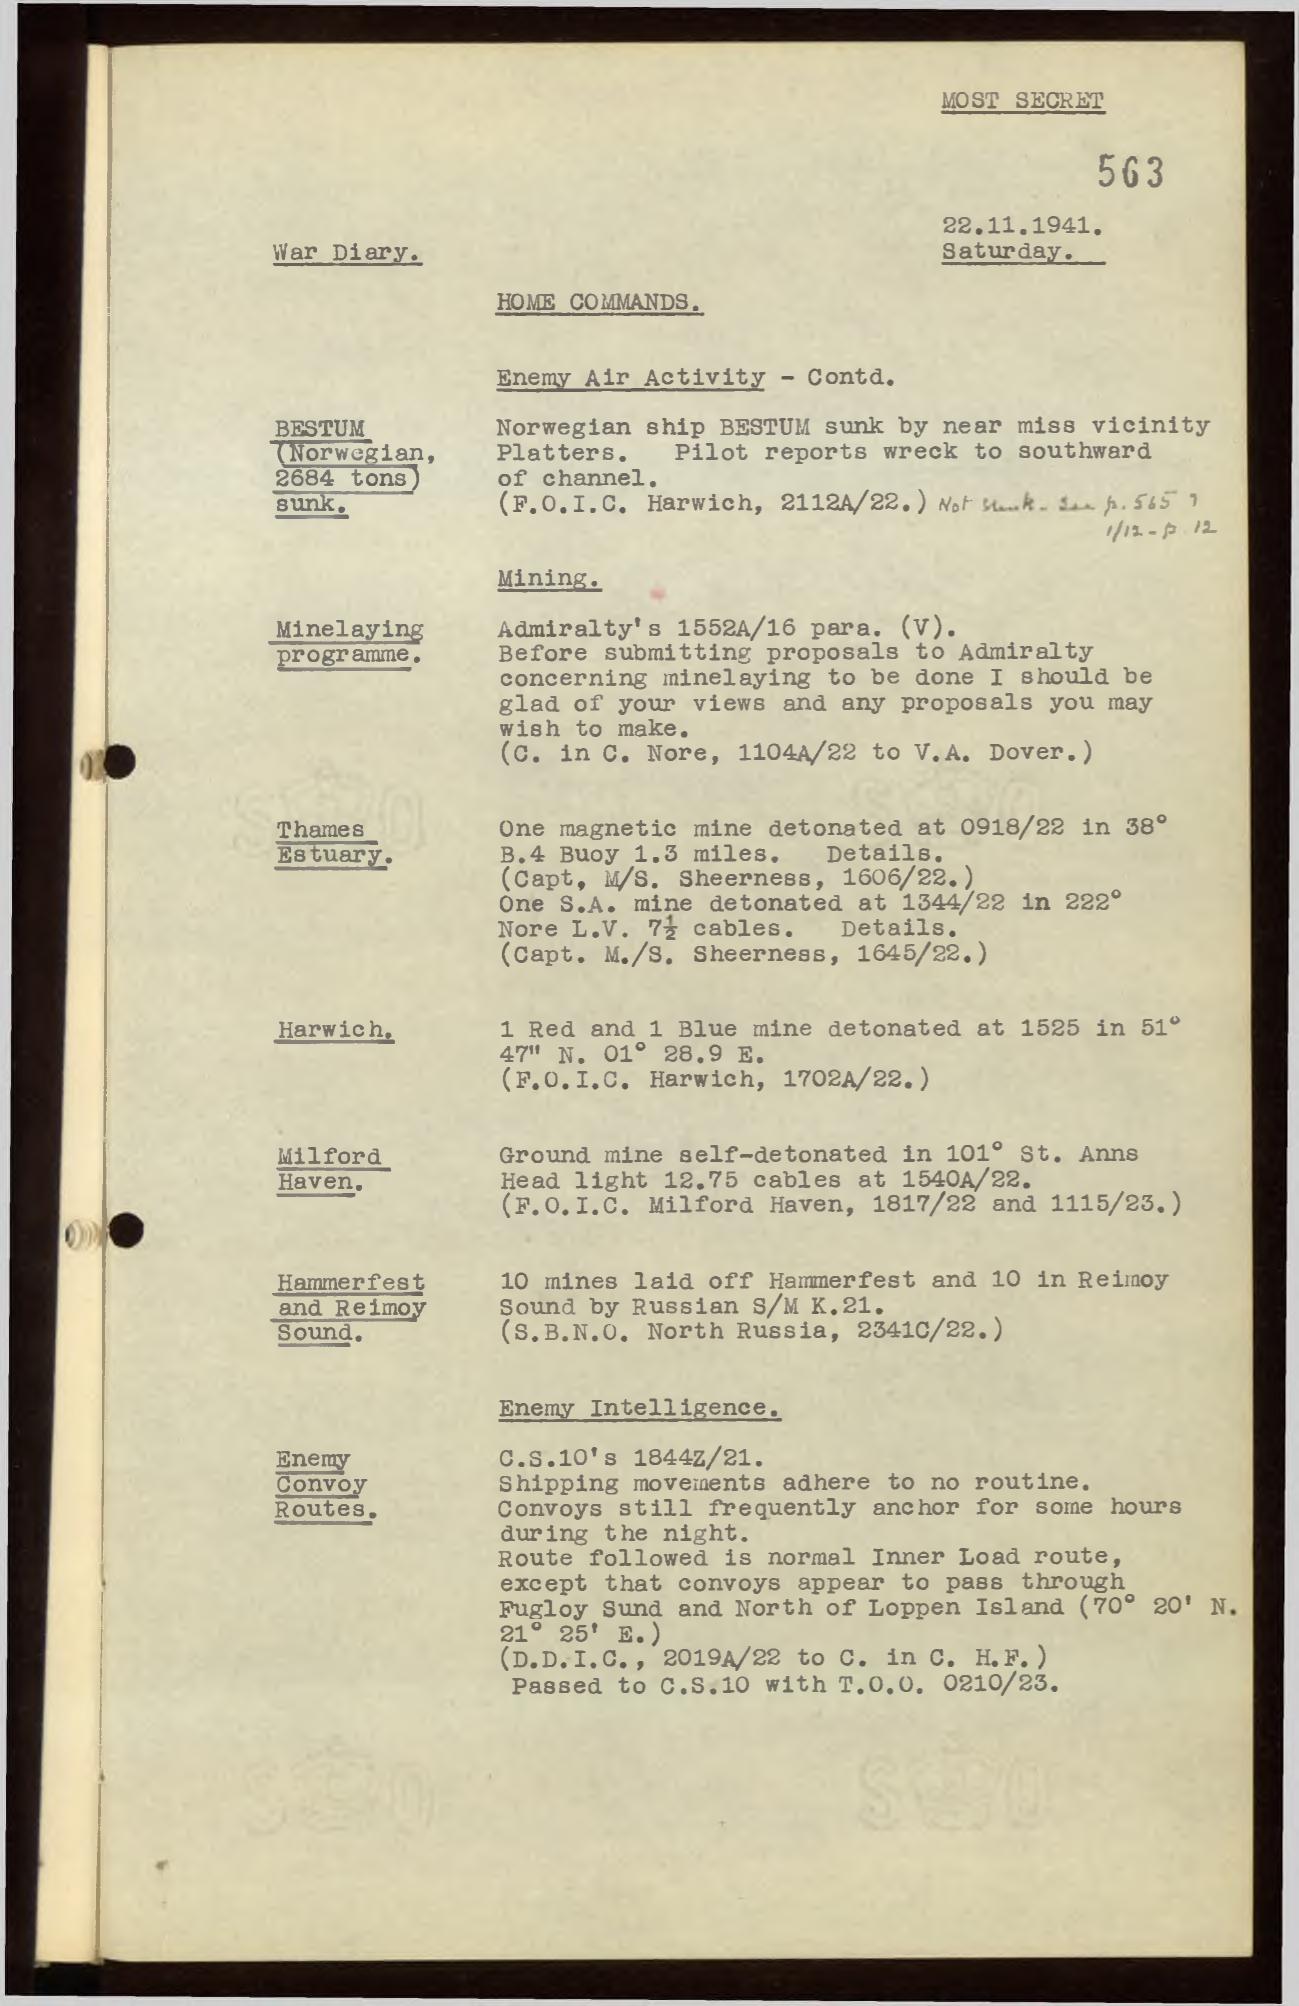 MOST SECRET
563
22.11.1941.
Saturday.
War Diary.
HOME COMMANDS.
Enemy Air Activity - Contd.
BESTUM
(Norwegian,
2684 tons)
sunk.
Norwegian ship BESTUM sunk by near miss vicinity
Platters. Pilot reports wreck to southward
of channel.
(F.O.I.C. Harwich, 2112A/22.) Not sunk. See p. 565 ?
1/12 - p 12
Mining.
Minelaying
programme.
Admiralty's 1552A/16 para. (V).
Before submitting proposals to Admiralty
concerning minelaying to be done I should be
glad of your views and any proposals you may
wish to make.
(C. in C. Nore, 1104A/22 to V.A. Dover.)
Thames
Estuary.
One magnetic mine detonated at 0918/22 in 38°
B.4 Buoy 1.3 miles. Details.
(Capt, M/S. Sheerness, 1606/22.)
One S.A. mine detonated at 1344/22 in 222°
Nore L.V. 7½ cables. Details.
(Capt. M./S. Sheerness, 1645/22.)
Harwich.
1 Red and 1 Blue mine detonated at 1525 in 51°
47" N. 01° 28.9 E.
(F.O.I.C. Harwich, 1702A/22.)
Milford
Haven.
Ground mine self-detonated in 101° St. Anns
Head light 12.75 cables at 1540A/22.
(F.O.I.C. Milford Haven, 1817/22 and 1115/23.)
Hammerfest
and Reimoy
Sound.
10 mines laid off Hammerfest and 10 in Reimoy
Sound by Russian S/M K.21.
(S.B.N.O. North Russia, 2341C/22.)
Enemy Intelligence.
Enemy
Convoy
Routes.
C.S.10's 1844Z/21.
Shipping movements adhere to no routine.
Convoys still frequently anchor for some hours
during the night.
Route followed is normal Inner Load route,
except that convoys appear to pass through
Fugloy Sund and North of Loppen Island (70° 20' N.
21° 25' E.)
(D.D.I.C., 2019A/22 to C. in C. H.F.)
Passed to C.S.10 with T.O.O. 0210/23.
S O S O
S O S O